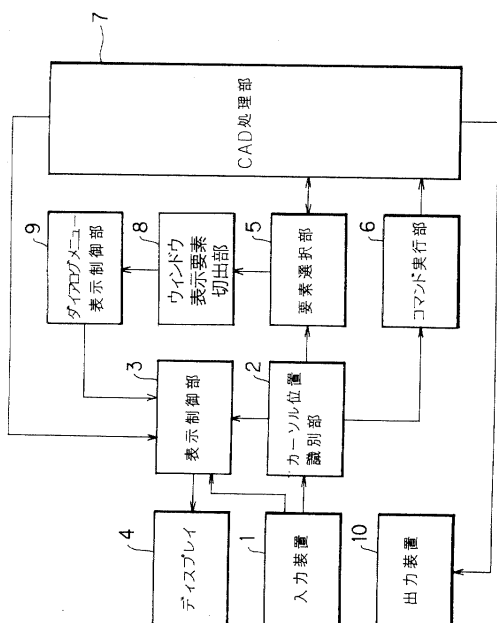 4
ディスプレイ
1
入力装置
10
出力装置
3
表示制御部
2
カーソル位置
識別部
9
ダイアログメニュー
表示制御部
8
ウィンドウ
表示要素
切出部
5
要素選択部
6
コマンド実行部
7
CAD処理部